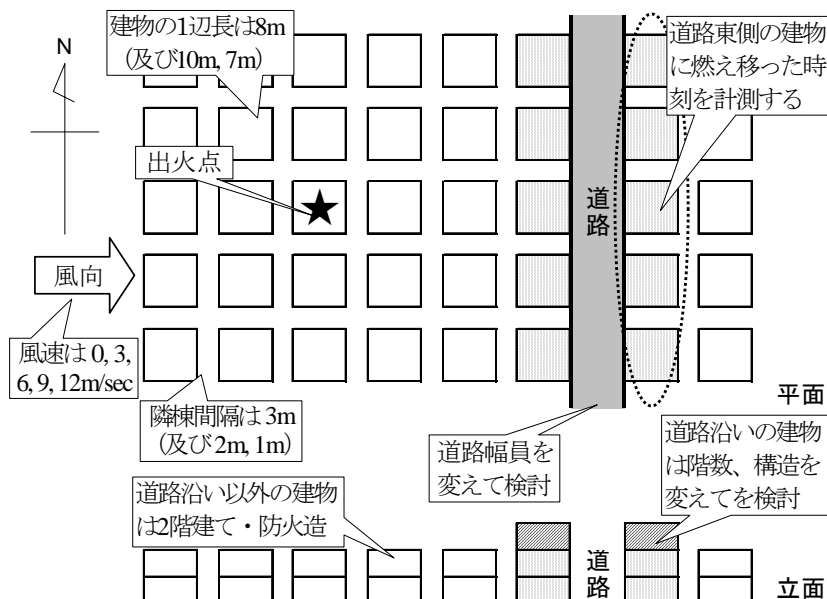 建物の1辺長は8m
(及び10m, 7m)
道路東側の建物
に燃え移った時
刻を計測する
N
出火点
道路
風向
風速は 0, 3,
6, 9, 12m/sec
隣棟間隔は 3m
(及び 2m, 1m)
平面
道路幅員を
変えて検討
道路沿いの建物
は階数、構造を
変えてを検討
道路沿い以外の建物
は2階建て・防火造
道路
立面